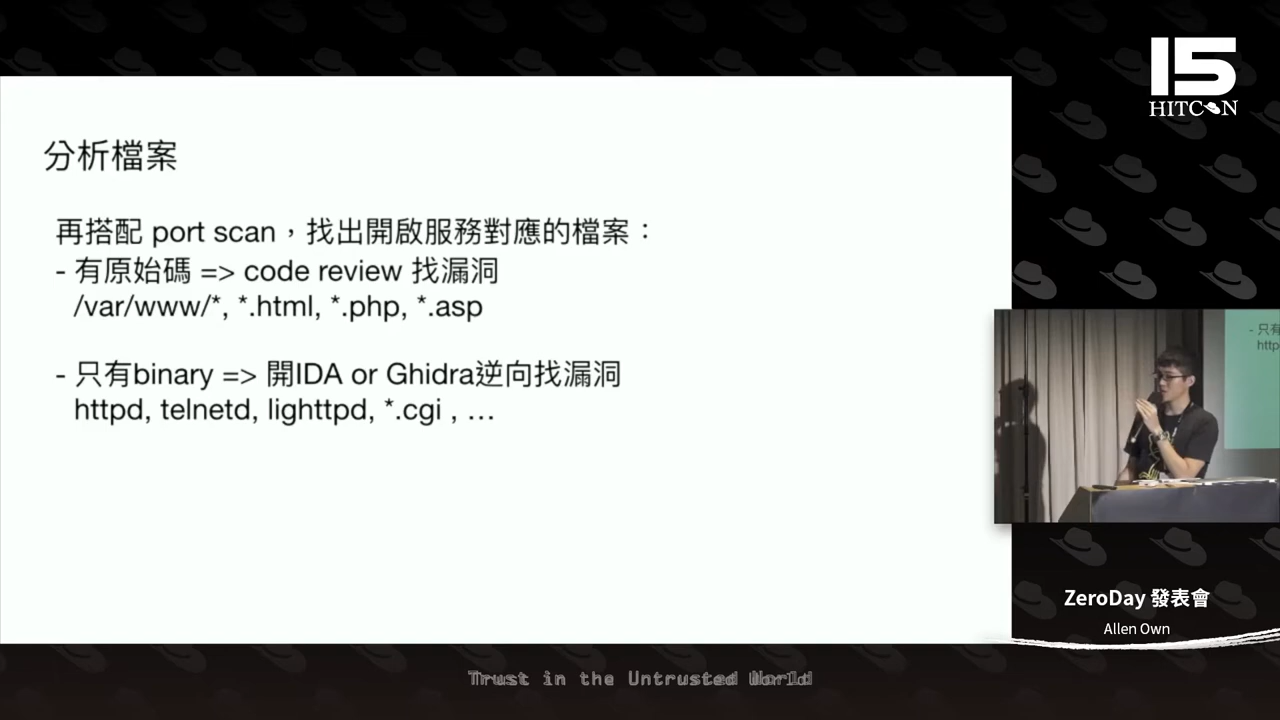 15
HITCON
分析檔案
再搭配 port scan，找出開啟服務對應的檔案：
- 有原始碼 => code review 找漏洞
/var/www/*, *.html, *.php, *.asp
- 只有binary => 開IDA or Ghidra逆向找漏洞
httpd, telnetd, lighttpd, *.cgi , …
- 只有
http
ZeroDay 發表會
Allen Own
Trust in the Untrusted World